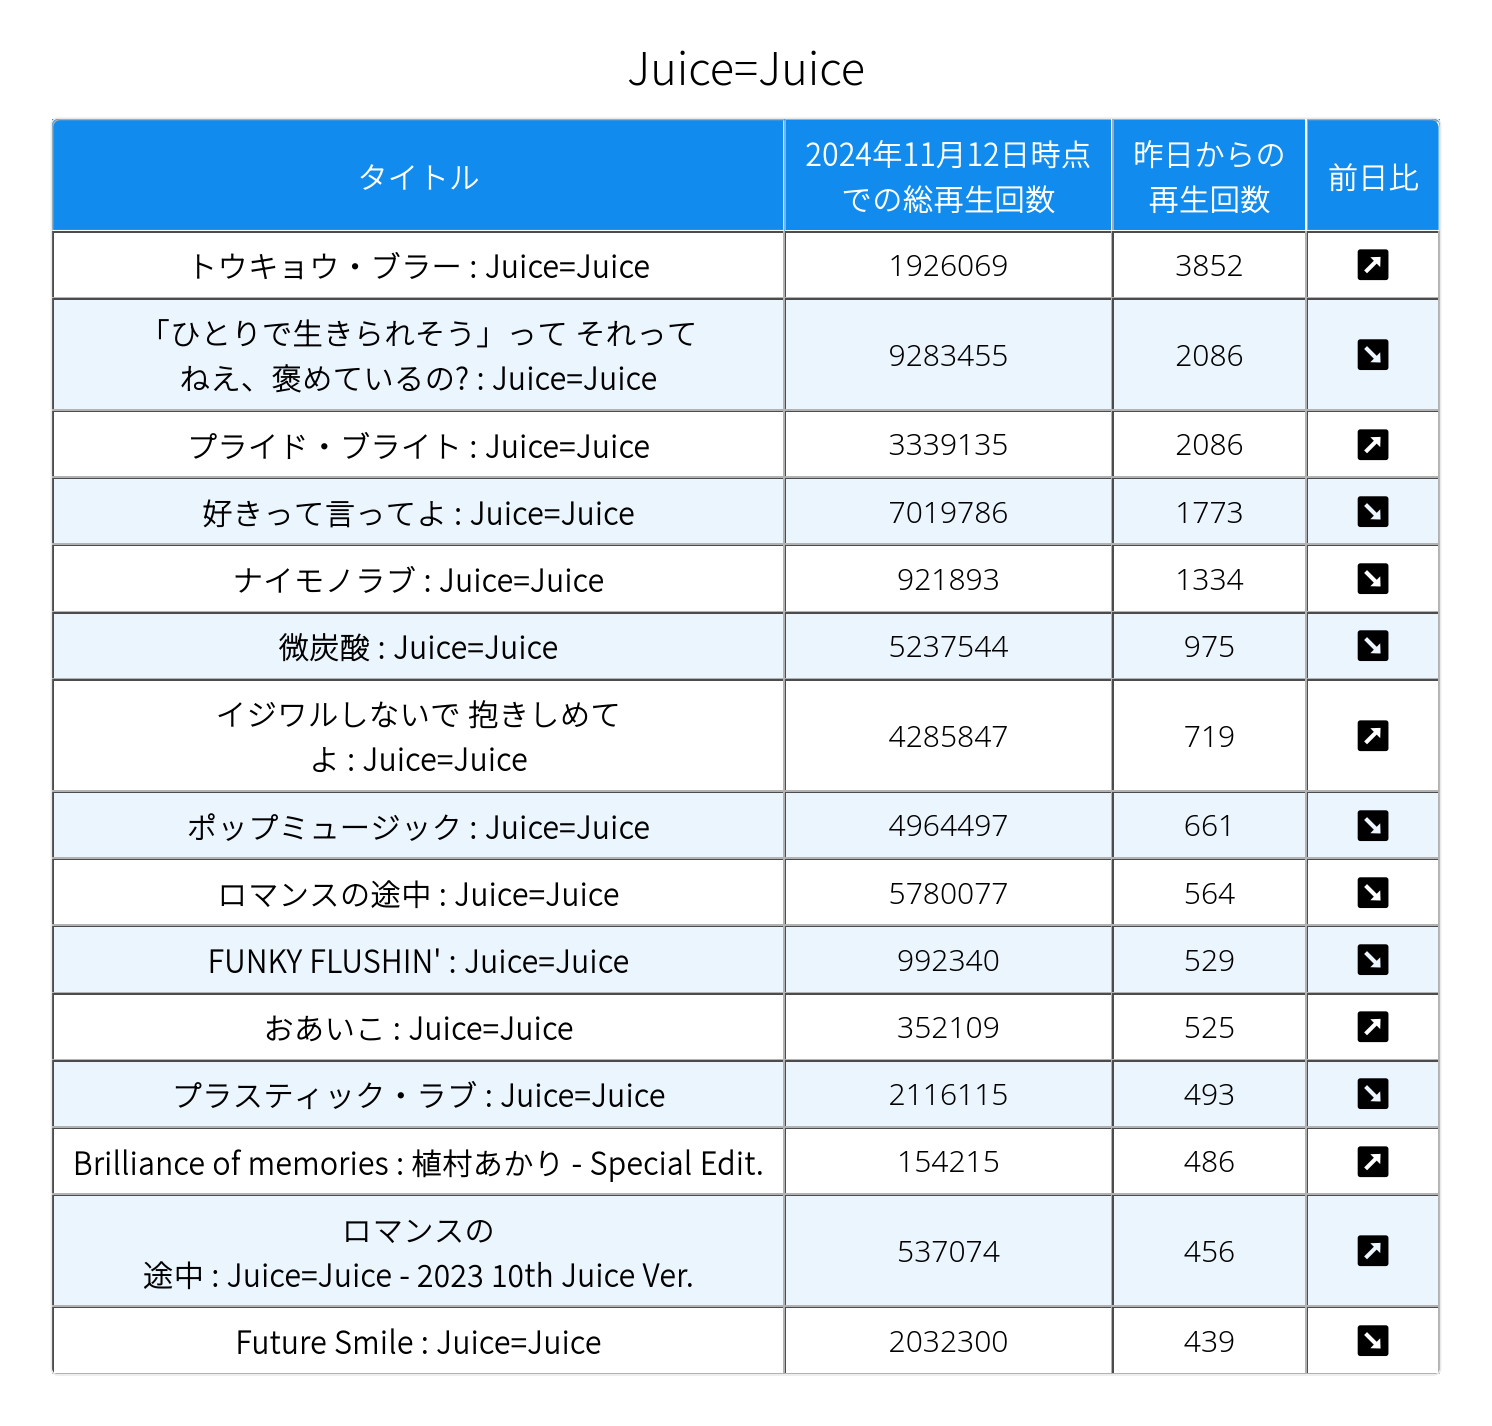 Juice=Juice
タイトル
2024年11月12日時点
での総再生回数
昨日からの
再生回数
前日比
トウキョウ・ブラー : Juice=Juice
1926069
3852
「ひとりで生きられそう」って それって
ねえ、褒めているの? : Juice=Juice
9283455
2086
プライド・ブライト : Juice=Juice
3339135
2086
好きって言ってよ : Juice=Juice
7019786
1773
ナイモノラブ : Juice=Juice
921893
1334
微炭酸 : Juice=Juice
5237544
975
イジワルしないで 抱きしめて
よ : Juice=Juice
4285847
719
ポップミュージック : Juice=Juice
4964497
661
ロマンスの途中 : Juice=Juice
5780077
564
FUNKY FLUSHIN' : Juice=Juice
992340
529
おあいこ : Juice=Juice
352109
525
プラスティック・ラブ : Juice=Juice
2116115
493
Brilliance of memories : 植村あかり - Special Edit.
154215
486
ロマンスの
途中 : Juice=Juice - 2023 10th Juice Ver.
537074
456
Future Smile : Juice=Juice
2032300
439